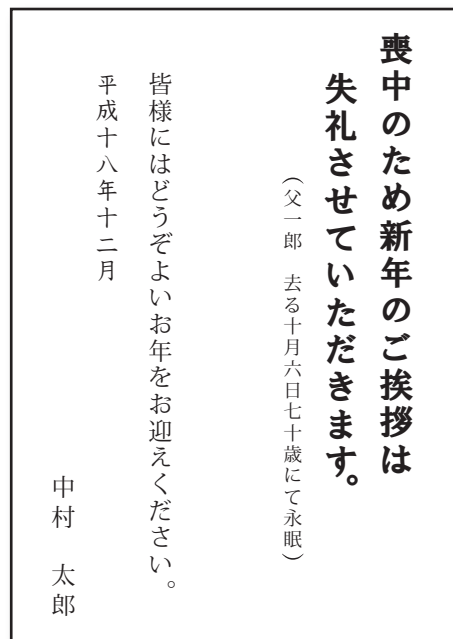 喪中のため新年のご挨拶は
失礼させていただきます。
（父一郎　去る十月六日七十歳にて永眠）
皆様にはどうぞよいお年をお迎えください。
平成十八年十二月
中村　太郎